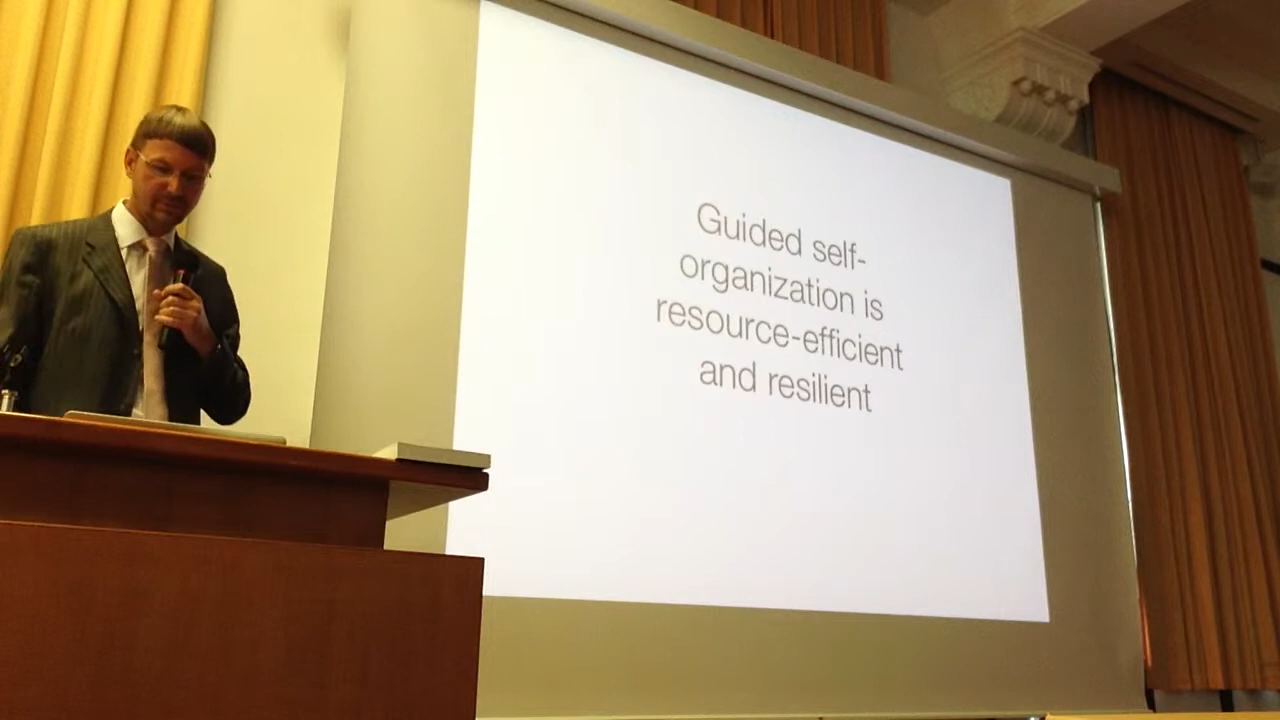 Guided self-
organization is
resource-efficient
and resilient